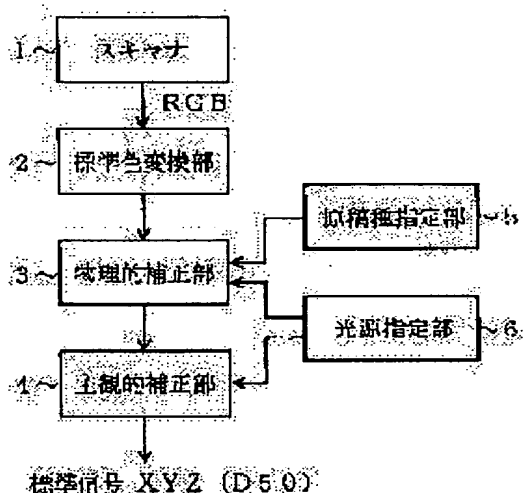 1 スキャナ
RGB
2 標準色変換部
原稿種指定部 5
3 物理的補正部
光源指定部 6
4 主観的補正部
標準信号 XYZ (D50)